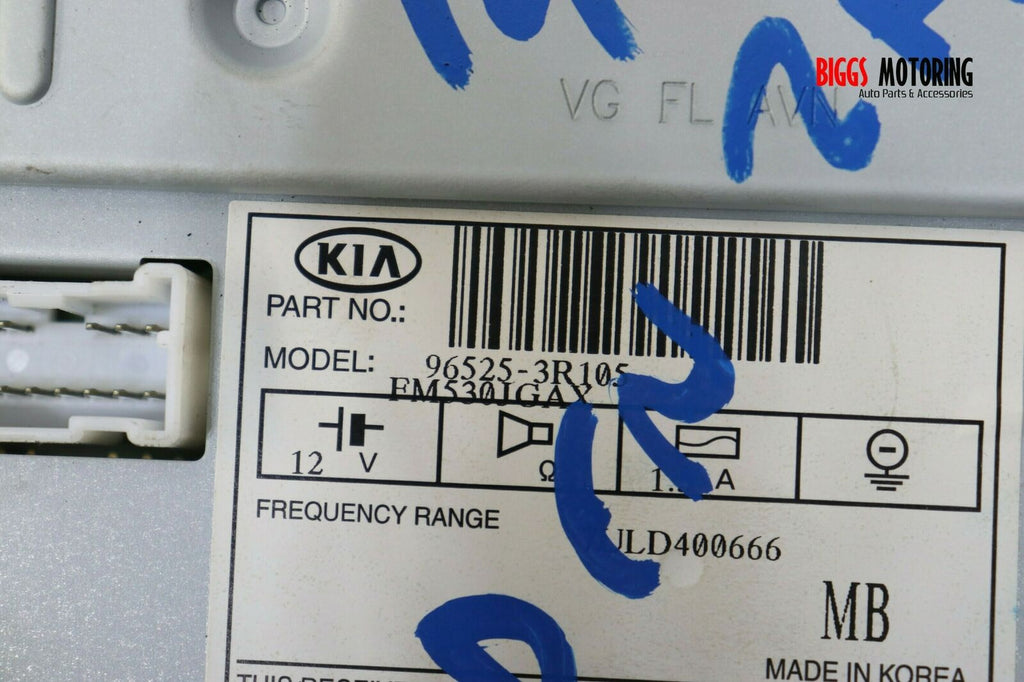 BIGGS MOTORING
Auto Parts & Accessories
VG FL AVN
KIA
PART NO.:
MODEL: 96525-3R105
12 V Ω A
FREQUENCY RANGE
JLD400666
MB
MADE IN KOREA